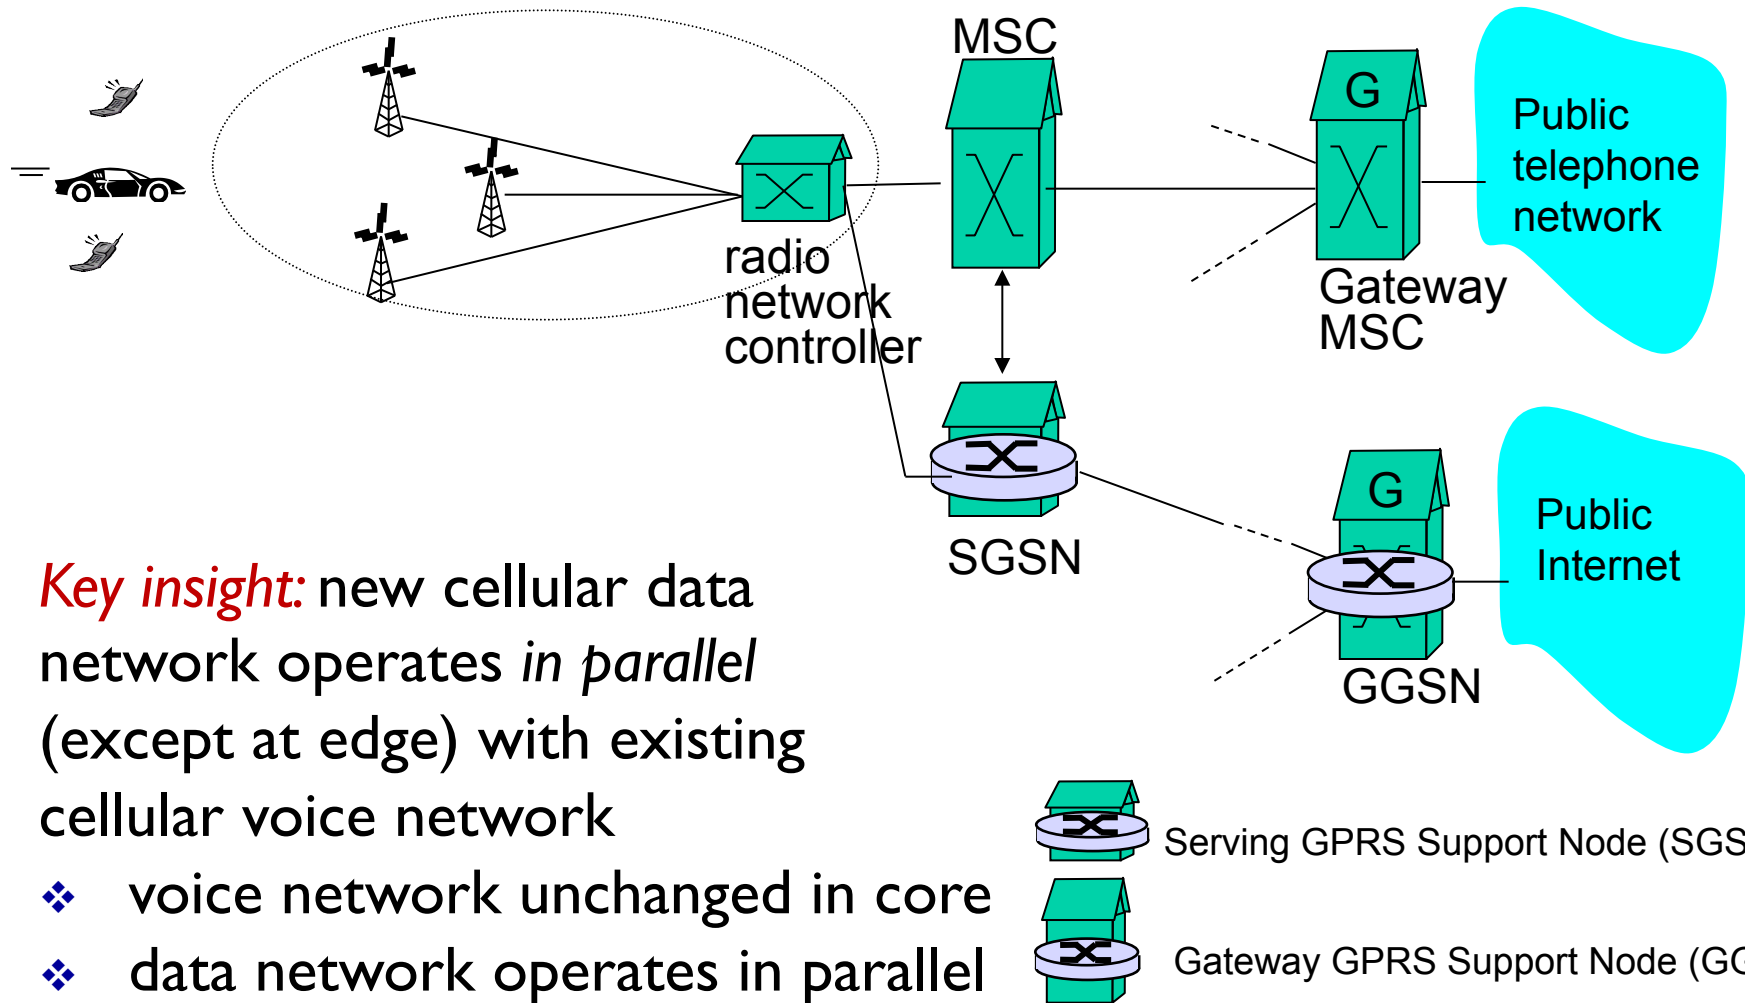 MSC
G
Public
telephone
network
radio
network
controller
Gateway
MSC
G
Public
Internet
SGSN
GGSN
Key insight: new cellular data
network operates in parallel
(except at edge) with existing
cellular voice network
❖ voice network unchanged in core
❖ data network operates in parallel
Serving GPRS Support Node (SGS
Gateway GPRS Support Node (GG